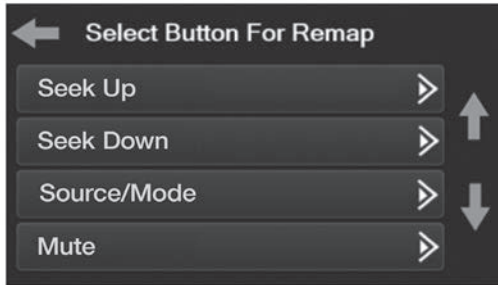 Select Button For Remap
Seek Up
Seek Down
Source/Mode
Mute